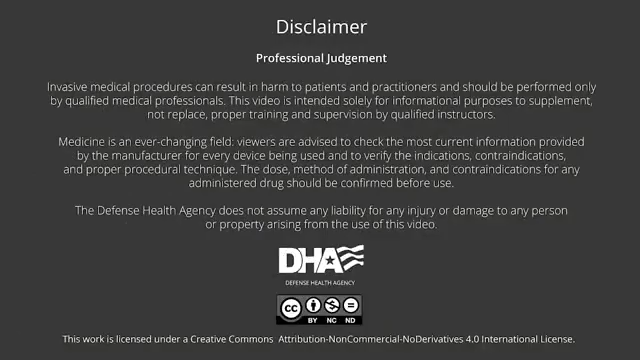 Disclaimer
Professional Judgement
Invasive medical procedures can result in harm to patients and practitioners and should be performed only
by qualified medical professionals. This video is intended solely for informational purposes to supplement,
not replace, proper training and supervision by qualified instructors.
Medicine is an ever-changing field: viewers are advised to check the most current information provided
by the manufacturer for every device being used and to verify the indications, contraindications,
and proper procedural technique. The dose, method of administration, and contraindications for any
administered drug should be confirmed before use.
The Defense Health Agency does not assume any liability for any injury or damage to any person
or property arising from the use of this video.
DHA
DEFENSE HEALTH AGENCY
cc
BY NC ND
This work is licensed under a Creative Commons Attribution-NonCommercial-NoDerivatives 4.0 International License.